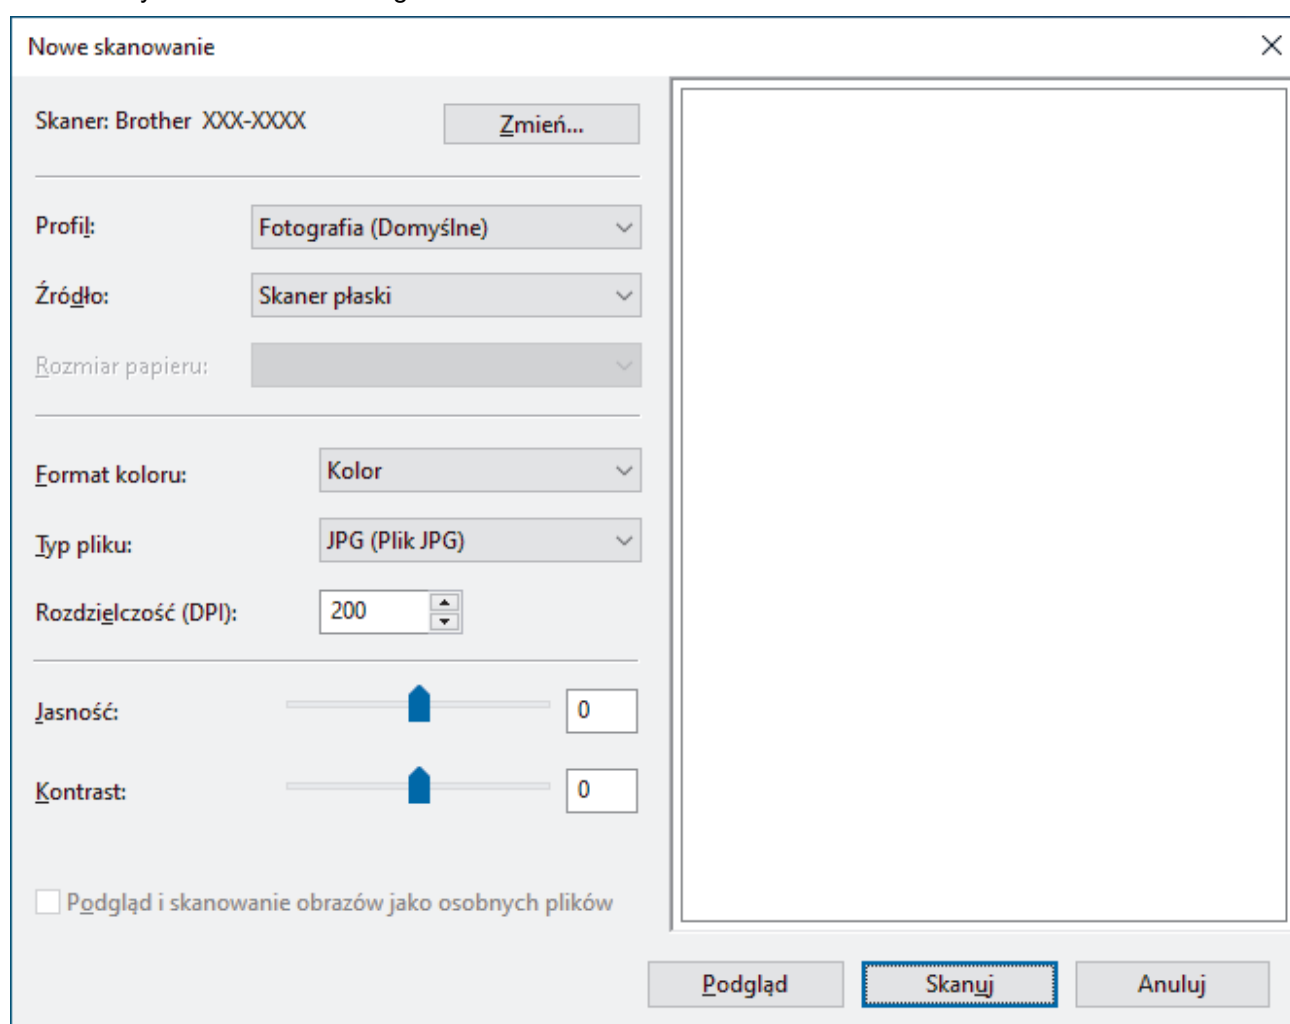 Nowe skanowanie
Skaner: Brother XXX-XXXX Zmień...
Profil: Fotografia (Domyślne)
Źródło: Skaner płaski
Rozmiar papieru:
Format koloru: Kolor
Typ pliku: JPG (Plik JPG)
Rozdzielczość (DPI): 200
Jasność: 0
Kontrast: 0
Podgląd i skanowanie obrazów jako osobnych plików
Podgląd Skanuj Anuluj